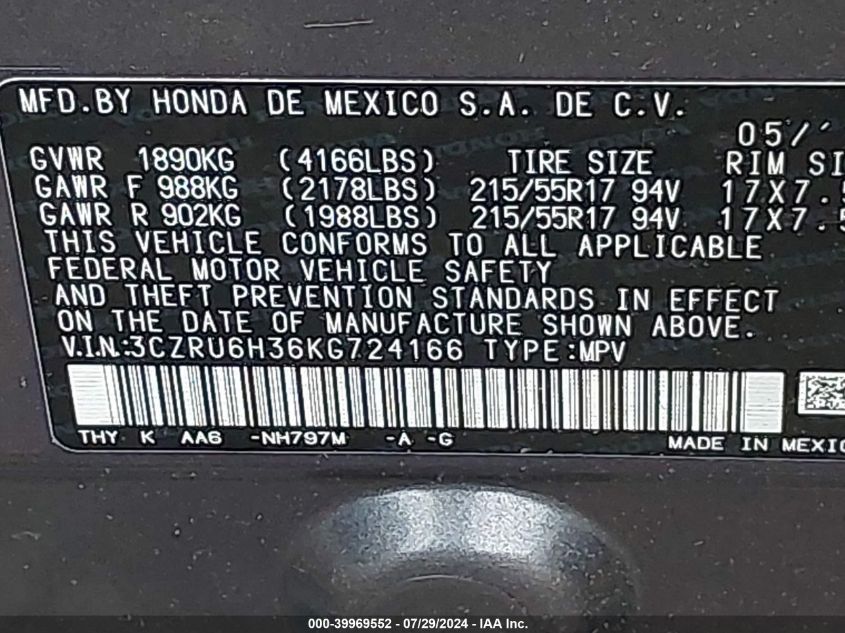 MFD.BY HONDA DE MEXICO S.A. DE C.V.
05/
GVWR 1890KG (4166LBS) TIRE SIZE RIM SI
GAWR F 988KG (2178LBS) 215/55R17 94V 17X7.5
GAWR R 902KG (1988LBS) 215/55R17 94V 17X7.5
THIS VEHICLE CONFORMS TO ALL APPLICABLE
FEDERAL MOTOR VEHICLE SAFETY
AND THEFT PREVENTION STANDARDS IN EFFECT
ON THE DATE OF MANUFACTURE SHOWN ABOVE.
V.I.N.:3CZRU6H36KG724166 TYPE:MPV
THY K AA6 -NH797M -A -G MADE IN MEXIC
000-39969552 - 07/29/2024 - IAA Inc.